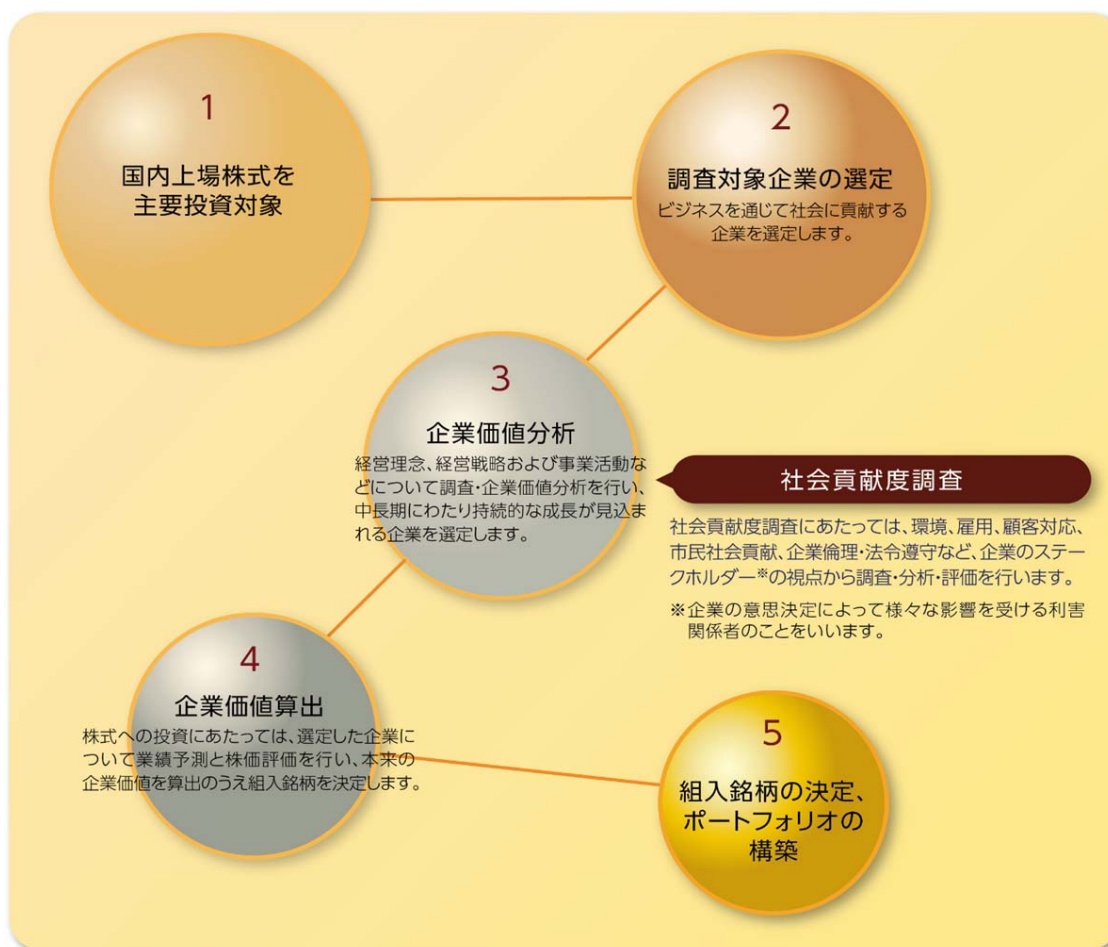 1
国内上場株式を
主要投資対象
2
調査対象企業の選定
ビジネスを通じて社会に貢献する
企業を選定します。
3
企業価値分析
経営理念、経営戦略および事業活動な
どについて調査・企業価値分析を行い、
中長期にわたり持続的な成長が見込ま
れる企業を選定します。
社会貢献度調査
社会貢献度調査にあたっては、環境、雇用、顧客対応、
市民社会貢献、企業倫理・法令遵守など、企業のステー
クホルダー※の視点から調査・分析・評価を行います。
※企業の意思決定によって様々な影響を受ける利害
関係者のことをいいます。
4
企業価値算出
株式への投資にあたっては、選定した企業に
ついて業績予測と株価評価を行い、本来の
企業価値を算出のうえ組入銘柄を決定します。
5
組入銘柄の決定、
ポートフォリオの
構築